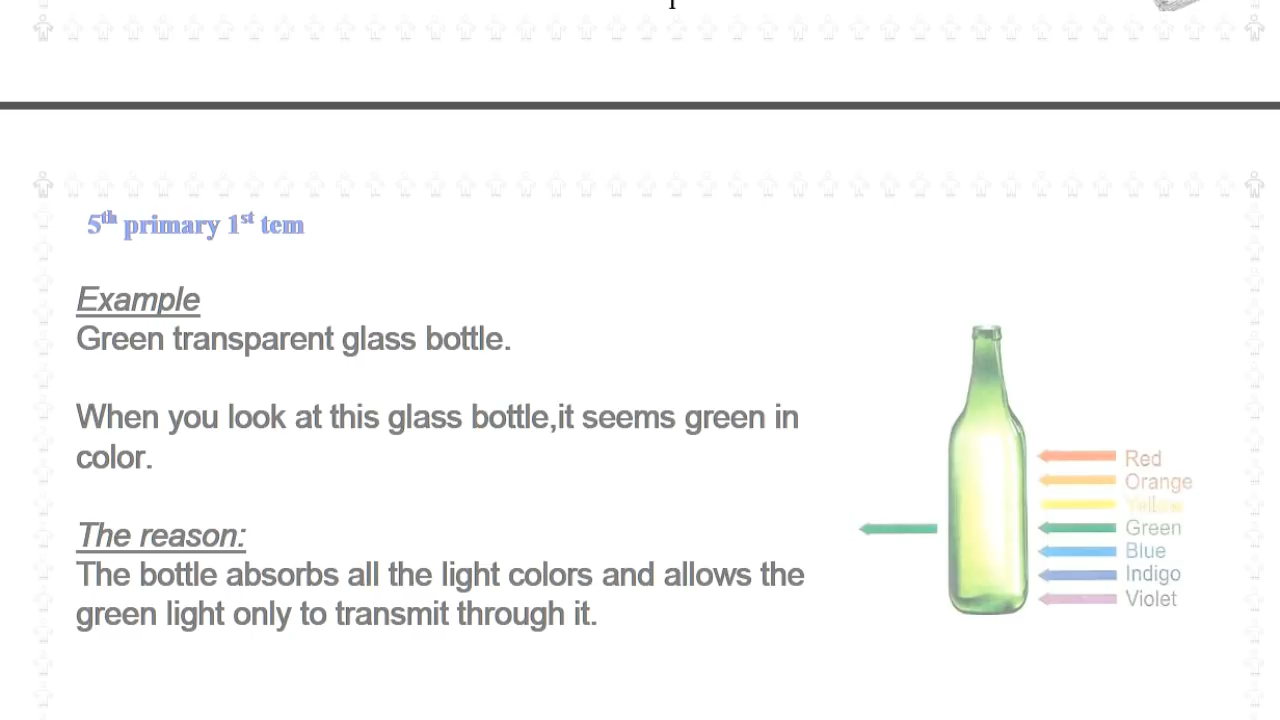 5th primary 1st tem
Example
Green transparent glass bottle.
When you look at this glass bottle,it seems green in
color.
The reason:
The bottle absorbs all the light colors and allows the
green light only to transmit through it.
Red
Orange
Yellow
Green
Blue
Indigo
Violet